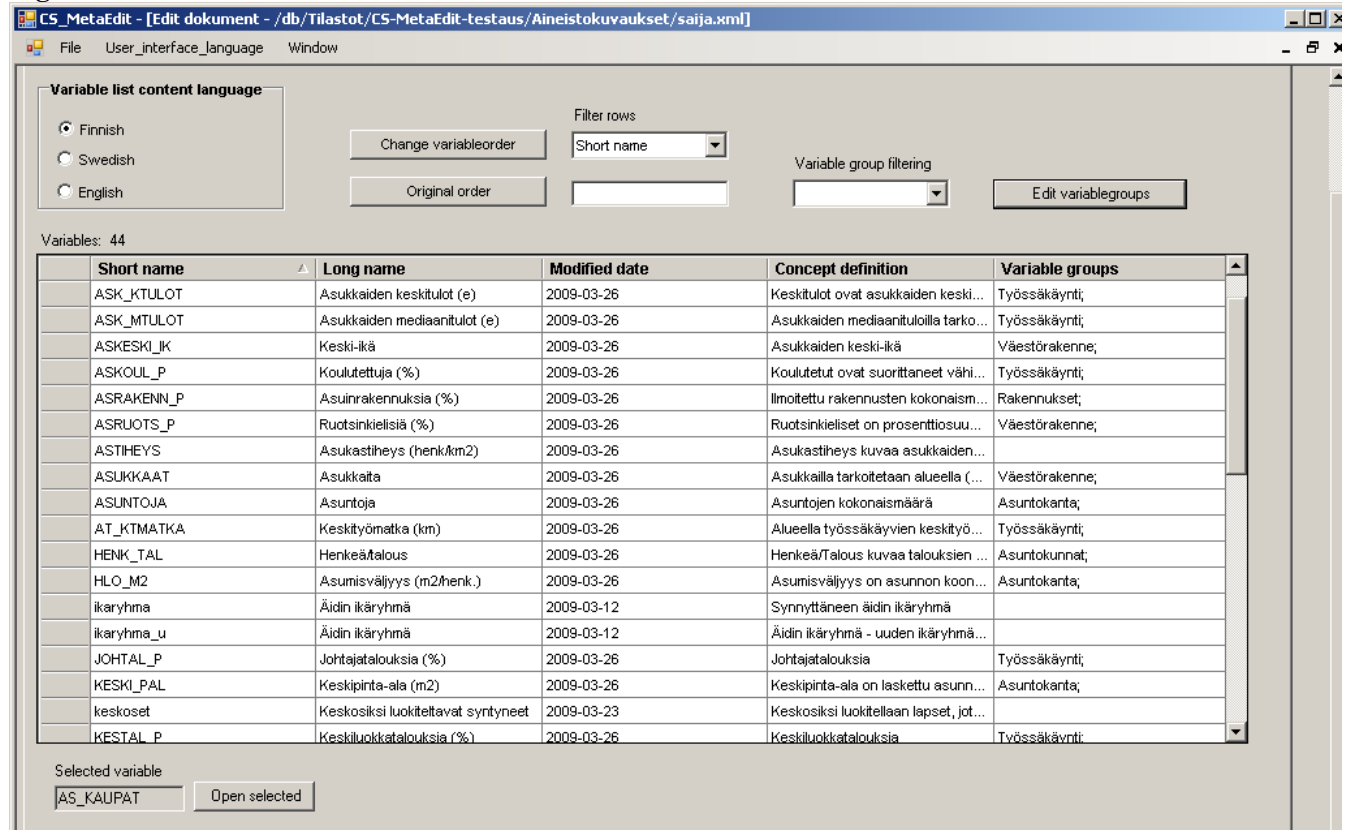 CS_MetaEdit - [Edit dokument - /db/Tilastot/CS-MetaEdit-testaus/Aineistokuvaukset/saija.xml]
File User_interface_language Window
Variable list content language
Finnish
Swedish
English
Change variableorder
Original order
Filter rows
Short name
Variable group filtering
Edit variablegroups
Variables: 44
Short name Long name Modified date Concept definition Variable groups
ASK_KTULOT Asukkaiden keskitulot (e) 2009-03-26 Keskitulot ovat asukkaiden keski... Työssäkäynti;
ASK_MTULOT Asukkaiden mediaanitulot (e) 2009-03-26 Asukkaiden mediaanituloilla tarko... Työssäkäynti;
ASKESKI_IK Keski-ikä 2009-03-26 Asukkaiden keski-ikä Väestörakenne;
ASKOUL_P Koulutettuja (%) 2009-03-26 Koulutetut ovat suorittaneet vähi... Työssäkäynti;
ASRAKENN_P Asuinrakennuksia (%) 2009-03-26 Ilmoitettu rakennusten kokonaism... Rakennukset;
ASRUOTS_P Ruotsinkielisiä (%) 2009-03-26 Ruotsinkieliset on prosenttiosuu... Väestörakenne;
ASTIHEYS Asukastiheys (henk/km2) 2009-03-26 Asukastiheys kuvaa asukkaiden...
ASUKKAAT Asukkaita 2009-03-26 Asukkailla tarkoitetaan alueella (... Väestörakenne;
ASUNTOJA Asuntoja 2009-03-26 Asuntojen kokonaismäärä Asuntokanta;
AT_KTMATKA Keskityömatka (km) 2009-03-26 Alueella työssäkäyvien keskityö... Työssäkäynti;
HENK_TAL Henkeä/talous 2009-03-26 Henkeä/Talous kuvaa talouksien ... Asuntokunnat;
HLO_M2 Asumisväljyys (m2/henk.) 2009-03-26 Asumisväljyys on asunnon koon... Asuntokanta;
ikaryhma Äidin ikäryhmä 2009-03-12 Synnyttäneen äidin ikäryhmä
ikaryhma_u Äidin ikäryhmä 2009-03-12 Äidin ikäryhmä - uuden ikäryhmä...
JOHTAL_P Johtajatalouksia (%) 2009-03-26 Johtajatalouksia Työssäkäynti;
KESKI_PAL Keskipinta-ala (m2) 2009-03-26 Keskipinta-ala on laskettu asunn... Asuntokanta;
keskoset Keskosiksi luokiteltavat syntyneet 2009-03-23 Keskosiksi luokitellaan lapset, jot...
KESTAL_P Keskiluokkatalouksia (%) 2009-03-26 Keskiluokkatalouksia Työssäkäynti;
Selected variable
AS_KAUPAT Open selected